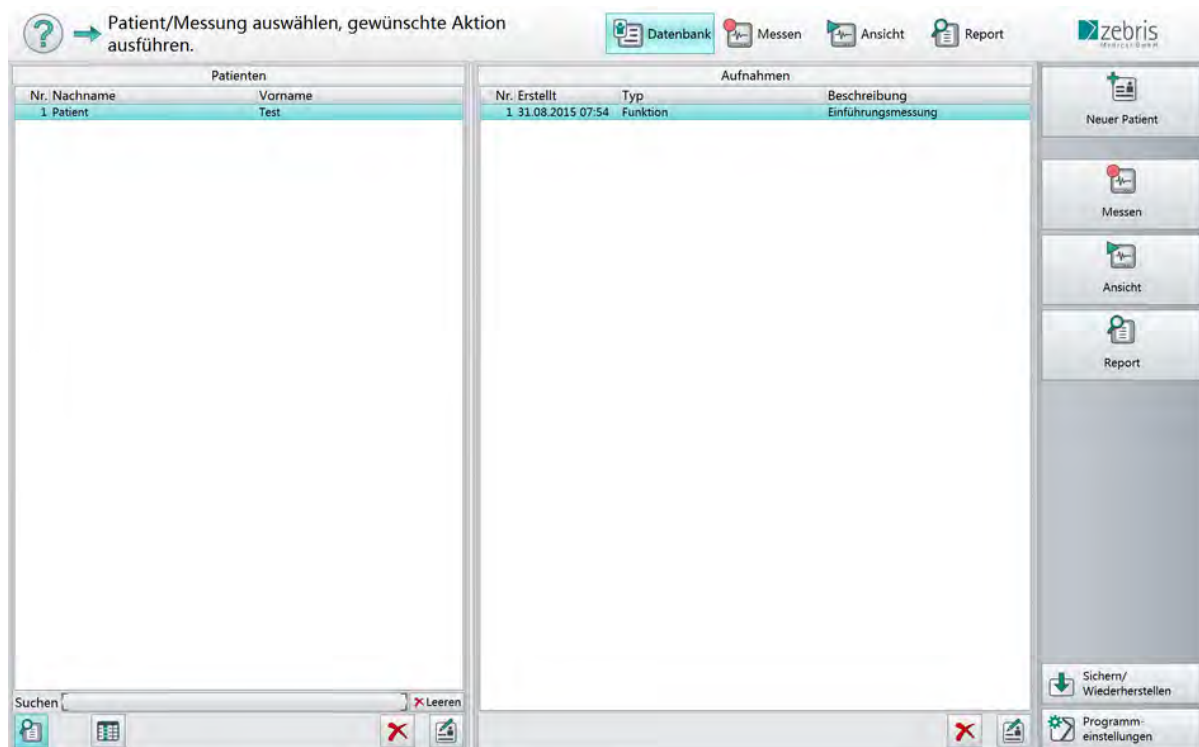 Patient/Messung auswählen, gewünschte Aktion
ausführen.
Datenbank Messen Ansicht Report
zebris
Patienten
Nr. Nachname Vorname
1 Patient Test
Aufnahmen
Nr. Erstellt Typ Beschreibung
1 31.08.2015 07:54 Funktion Einführungsmessung
Neuer Patient
Messen
Ansicht
Report
Suchen Leeren
Sichern/
Wiederherstellen
Programm-
einstellungen